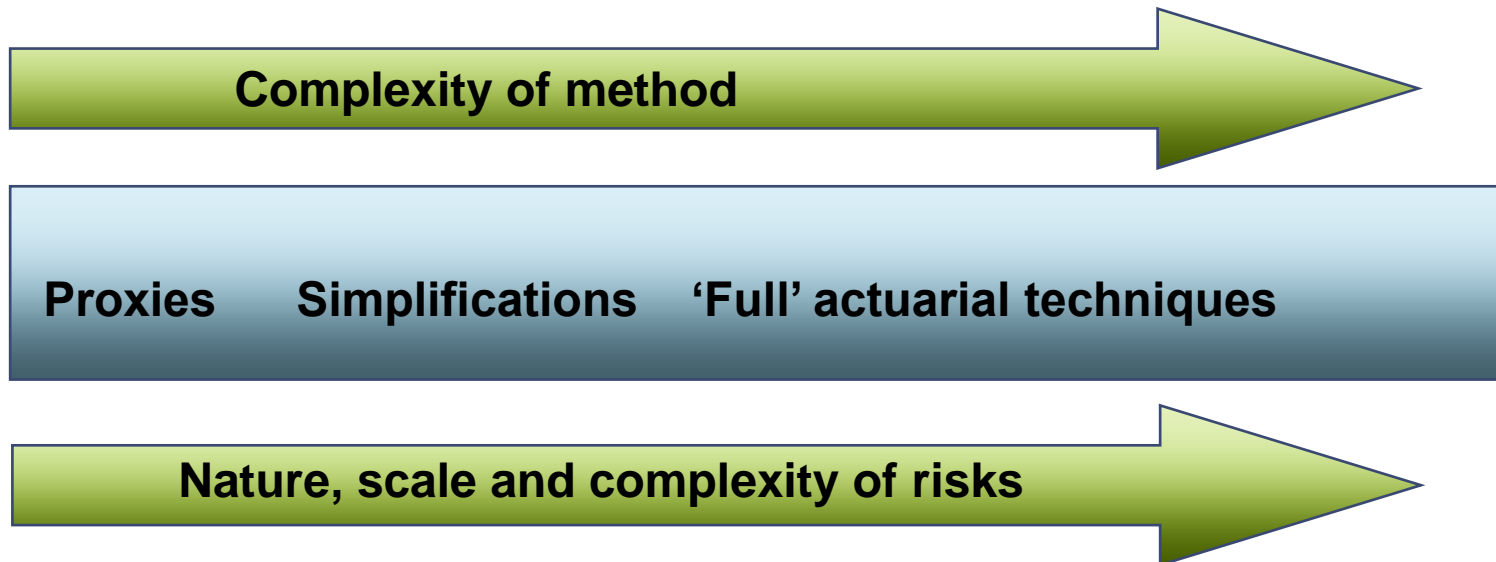 Complexity of method
Proxies Simplifications ‘Full’ actuarial techniques
Nature, scale and complexity of risks